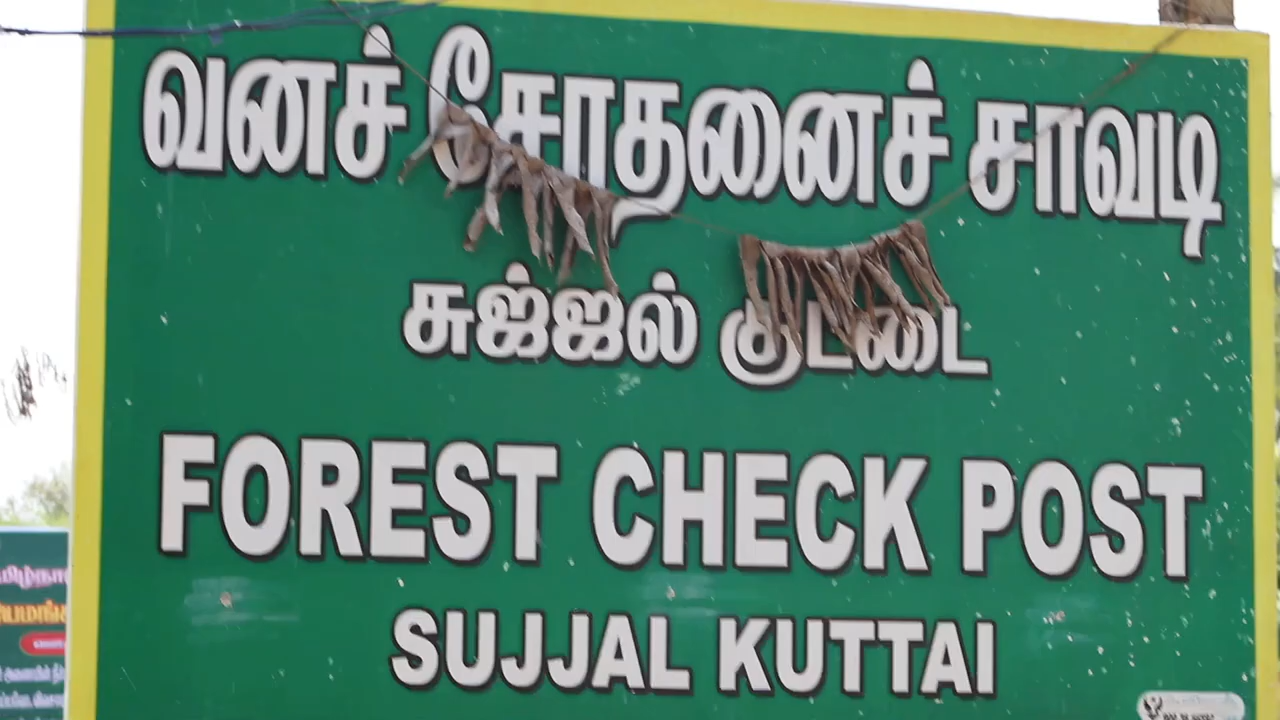 வனச் சோதனைச் சாவடி
சுஜ்ஜல் குட்டை
FOREST CHECK POST
SUJJAL KUTTAI